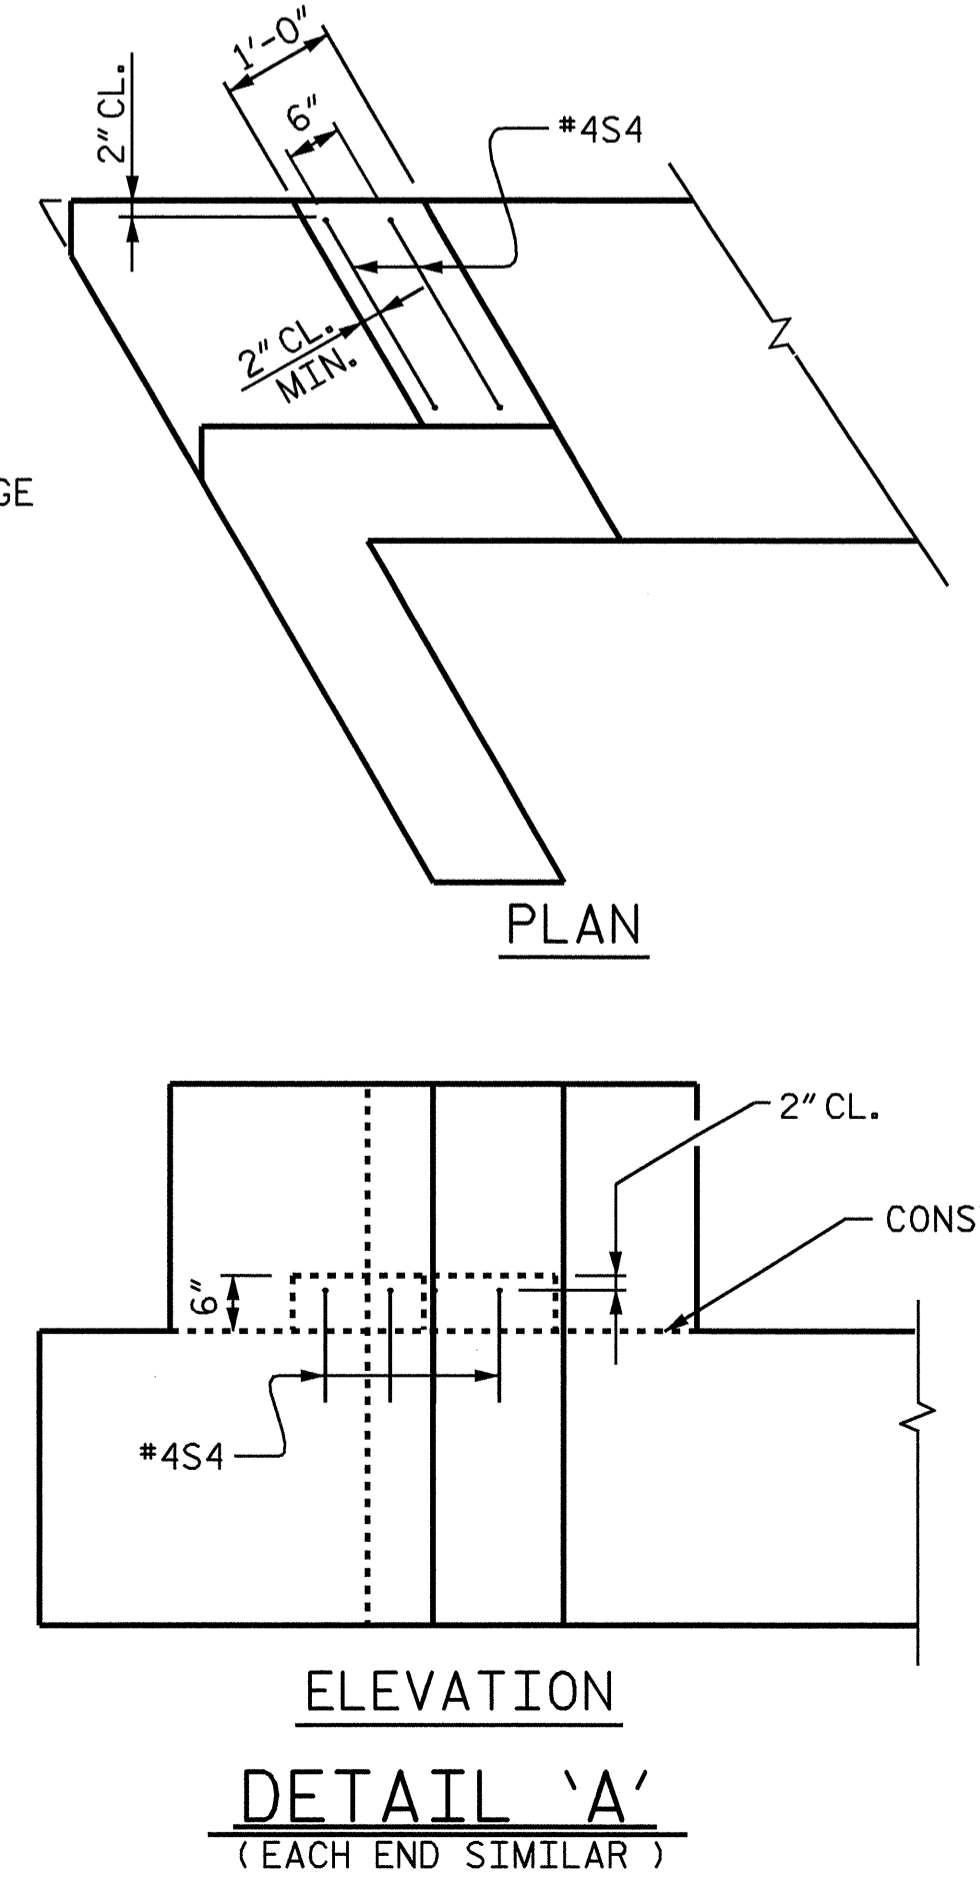 1'-0"
6"
2" CL.
#4S4
2" CL.
MIN.
GE
PLAN
2" CL.
CONS
6"
#4S4
ELEVATION
DETAIL 'A'
( EACH END SIMILAR )